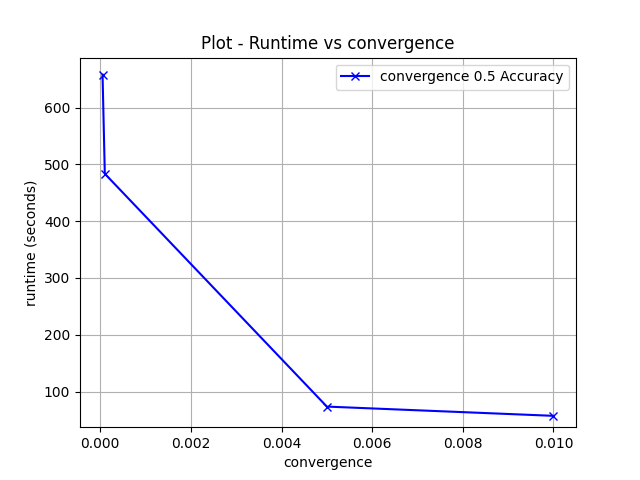 Plot - Runtime vs convergence
convergence 0.5 Accuracy
runtime (seconds)
600
500
400
300
200
100
0.000 0.002 0.004 0.006 0.008 0.010
convergence